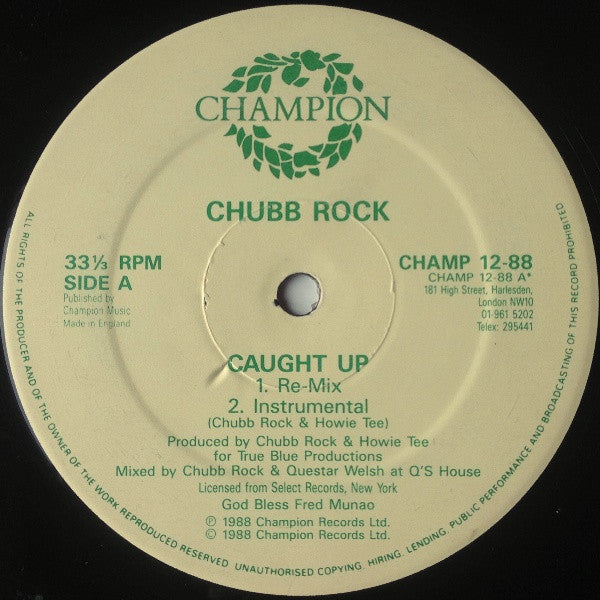 CHAMPION
CHUBB ROCK
33⅓ RPM
SIDE A
Published by
Champion Music
Made in England
CHAMP 12-88
CHAMP 12-88 A*
181 High Street, Harlesden,
London NW10
01-961 5202
Telex: 295441
CAUGHT UP
1. Re-Mix
2. Instrumental
(Chubb Rock & Howie Tee)
Produced by Chubb Rock & Howie Tee
for True Blue Productions
Mixed by Chubb Rock & Questar Welsh at Q'S House
Licensed from Select Records, New York
God Bless Fred Munao
℗ 1988 Champion Records Ltd.
© 1988 Champion Records Ltd.
ALL RIGHTS OF THE PRODUCER AND OF THE OWNER OF THE WORK REPRODUCED RESERVED. UNAUTHORISED COPYING, HIRING, LENDING, PUBLIC PERFORMANCE AND BROADCASTING OF THIS RECORD PROHIBITED